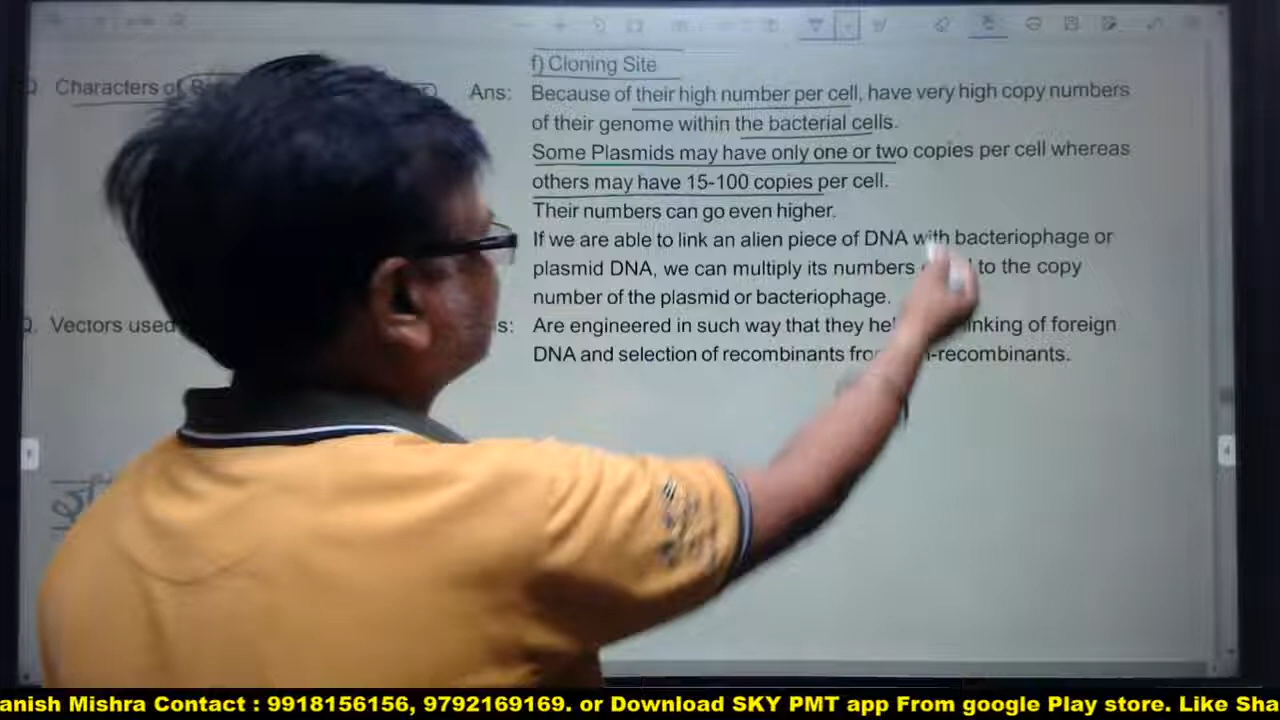 f) Cloning Site
Characters of
Ans: Because of their high number per cell, have very high copy numbers
of their genome within the bacterial cells.
Some Plasmids may have only one or two copies per cell whereas
others may have 15-100 copies per cell.
Their numbers can go even higher.
If we are able to link an alien piece of DNA with bacteriophage or
plasmid DNA, we can multiply its numbers to the copy
number of the plasmid or bacteriophage.
Q. Vectors used
Are engineered in such way that they inking of foreign
DNA and selection of recombinants -recombinants.
anish Mishra Contact : 9918156156, 9792169169. or Download SKY PMT app From google Play store. Like Sha